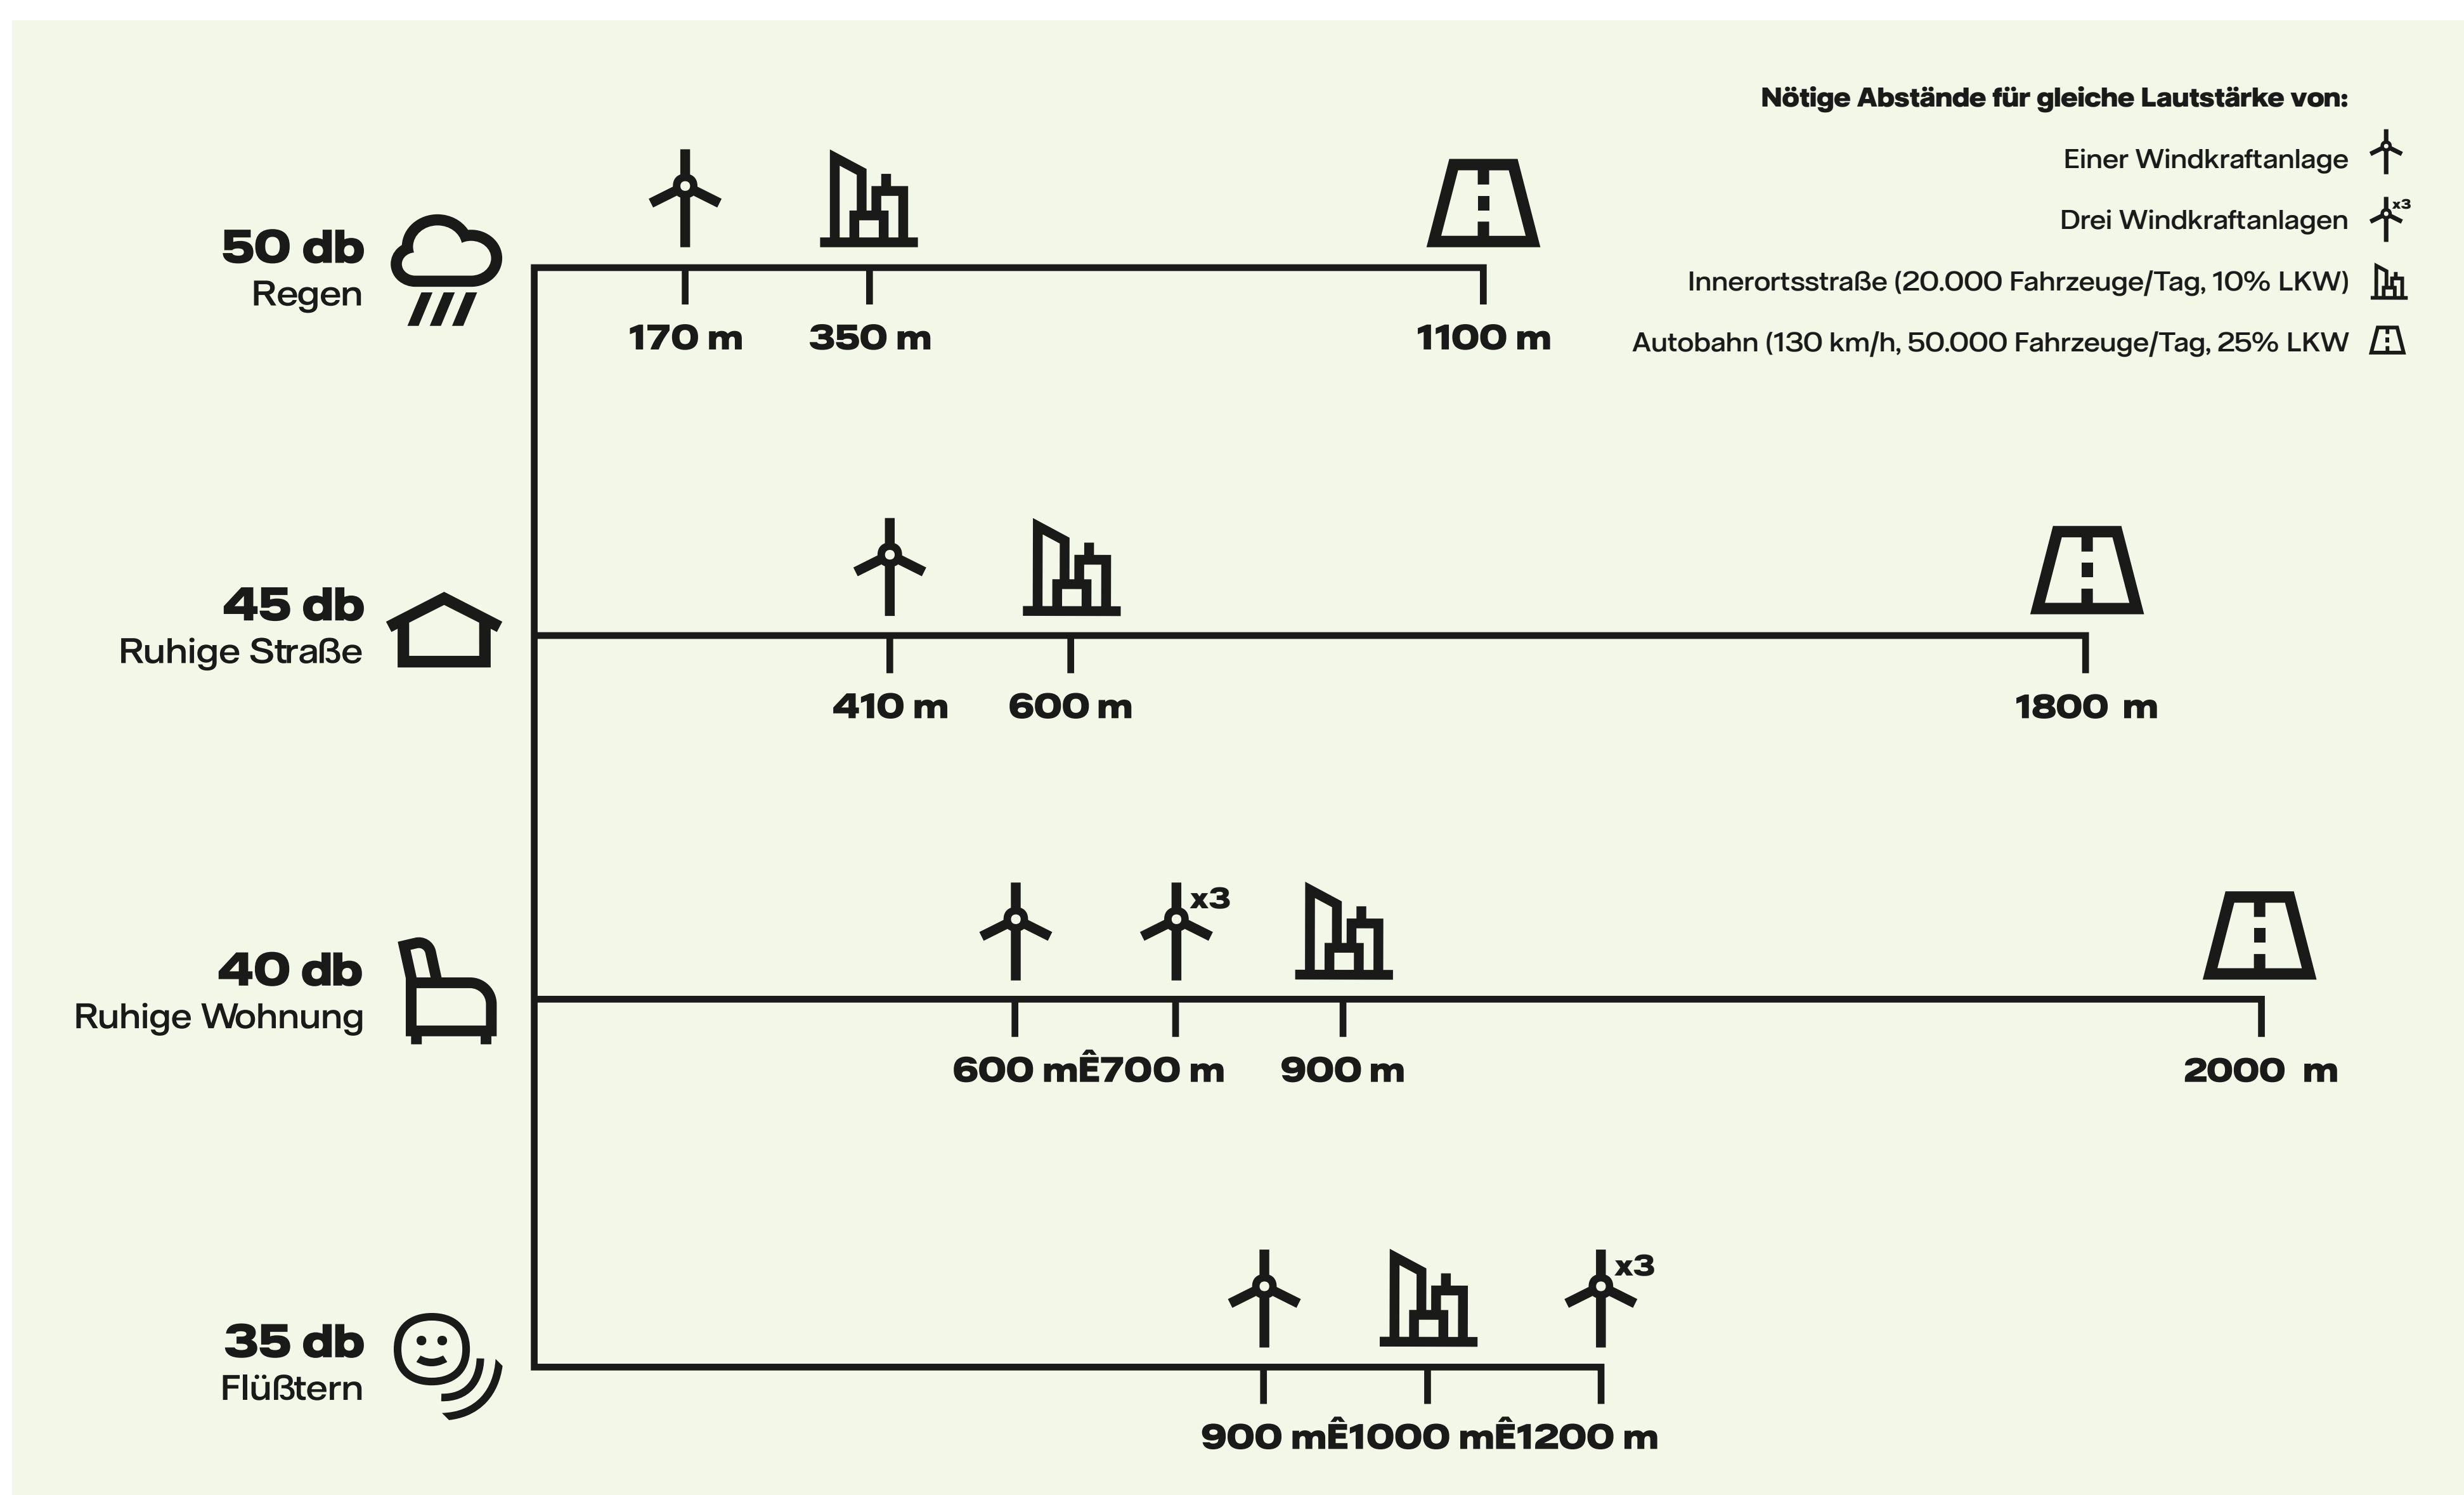 Nötige Abstände für gleiche Lautstärke von:
Einer Windkraftanlage
Drei Windkraftanlagen x3
Innerortsstraße (20.000 Fahrzeuge/Tag, 10% LKW)
Autobahn (130 km/h, 50.000 Fahrzeuge/Tag, 25% LKW
50 db
Regen
170 m 350 m 1100 m
45 db
Ruhige Straße
410 m 600 m 1800 m
x3
40 db
Ruhige Wohnung
600 mÊ700 m 900 m 2000 m
x3
35 db
Flüßtern
900 mÊ1000 mÊ1200 m